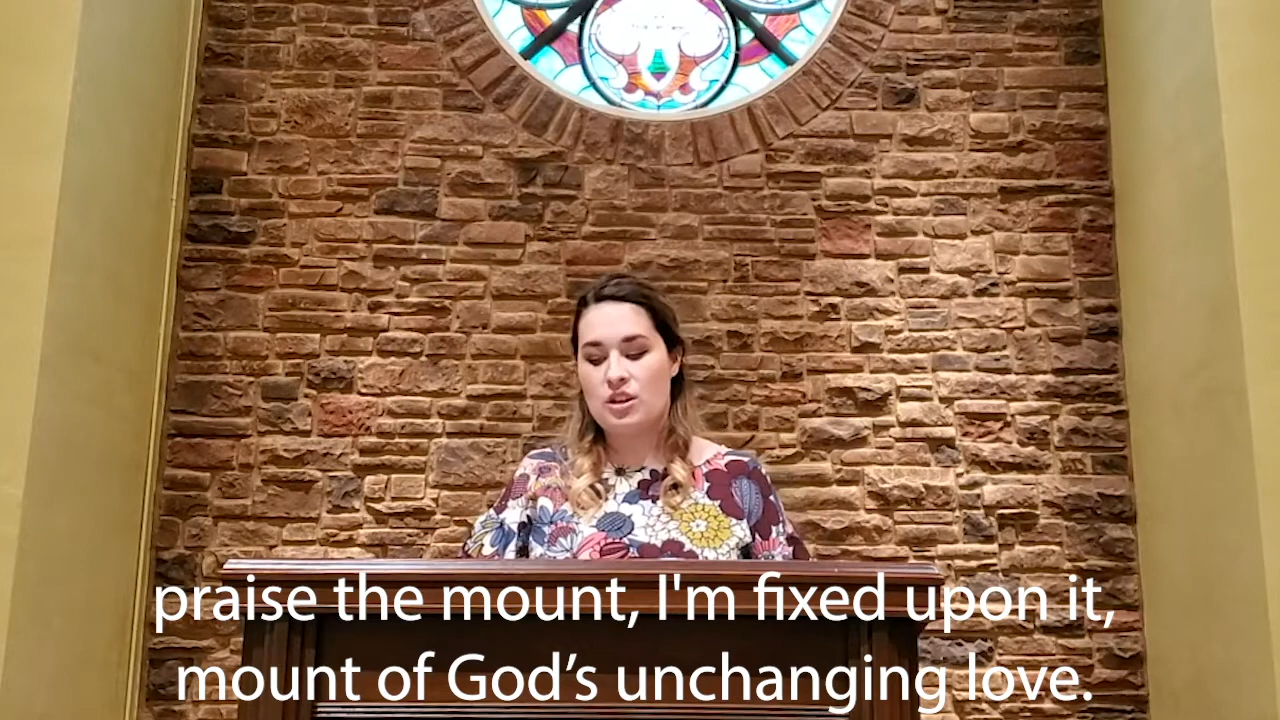 praise the mount, I'm fixed upon it,
mount of God’s unchanging love.